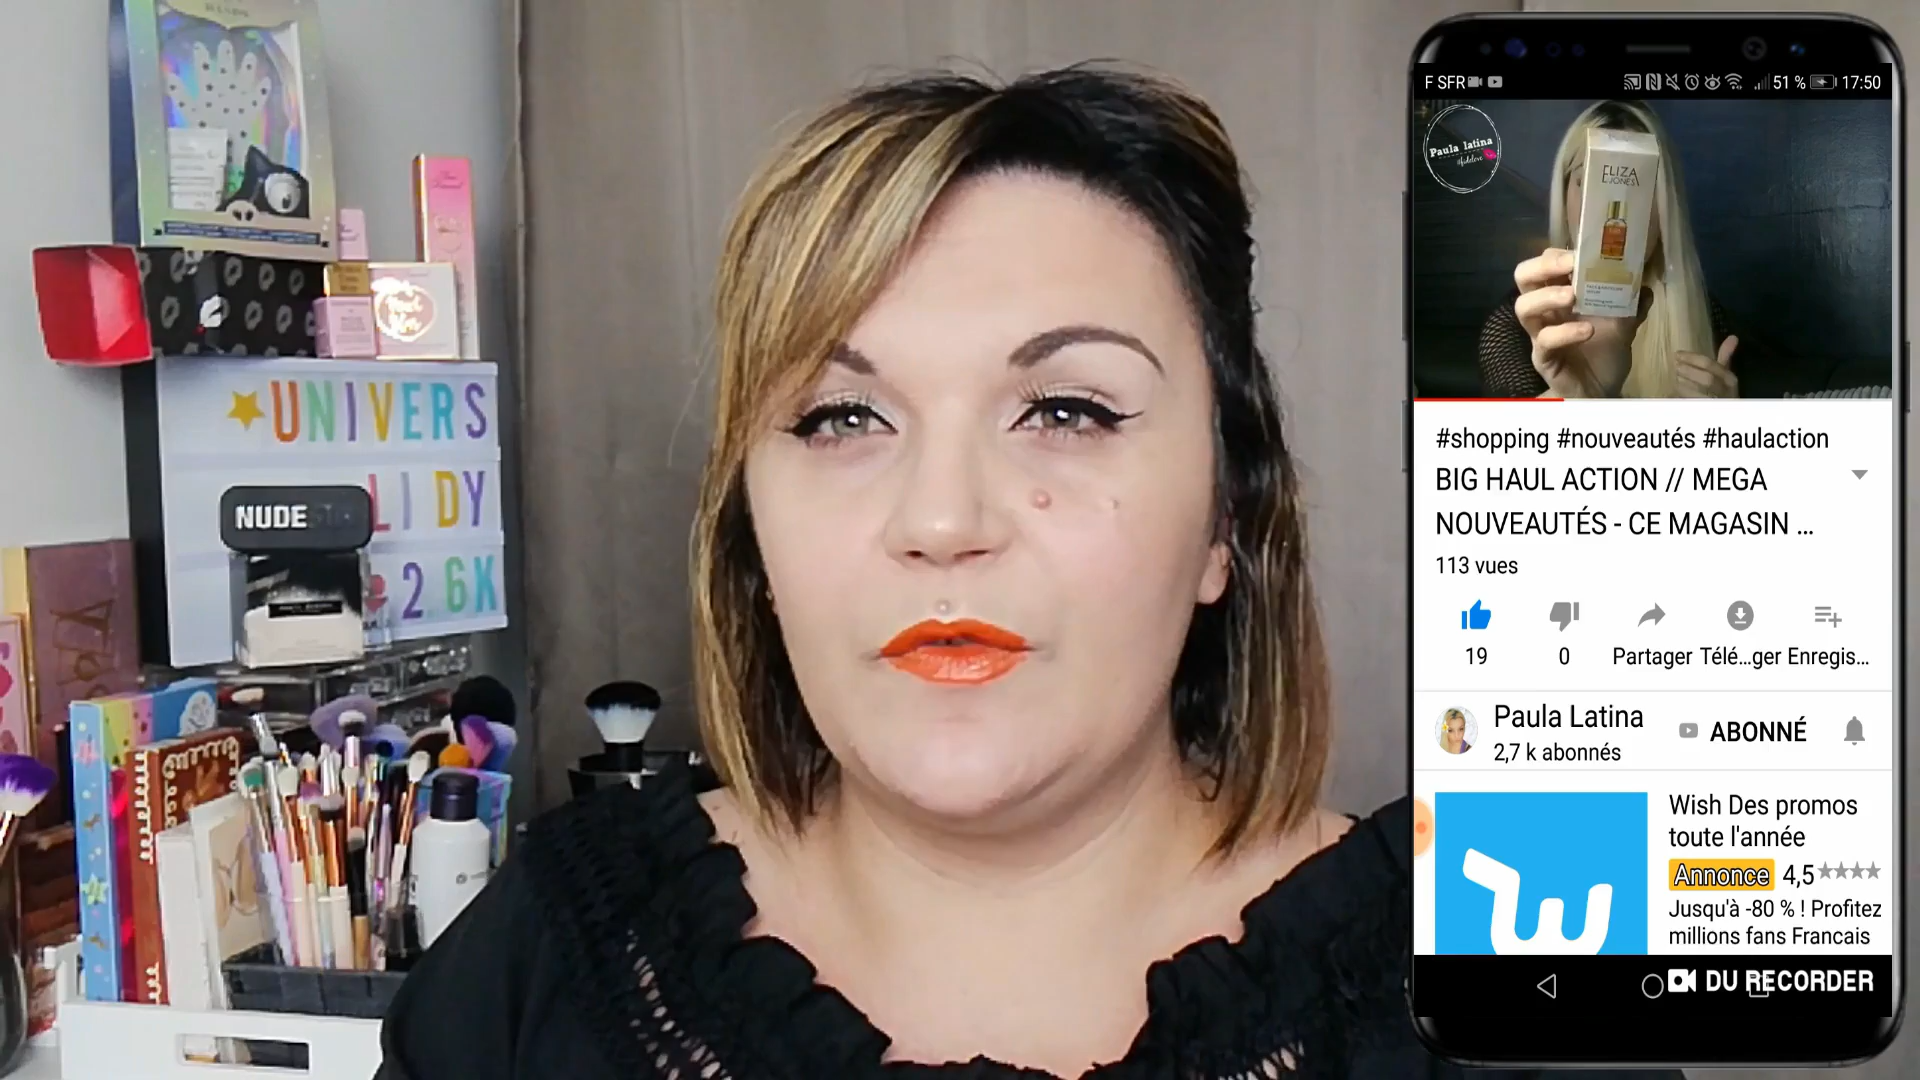 UNIVERS
LIDY
2 6K
NUDE
F SFR
51 % 17:50
Paula latina
ELIZA
JONES
#shopping #nouveautés #haulaction
BIG HAUL ACTION // MEGA
NOUVEAUTÉS - CE MAGASIN ...
113 vues
19 0 Partager Télé...ger Enregis...
Paula Latina
2,7 k abonnés
ABONNÉ
Wish Des promos
toute l'année
Annonce 4,5
Jusqu'à -80 % ! Profitez
millions fans Francais
DU RECORDER